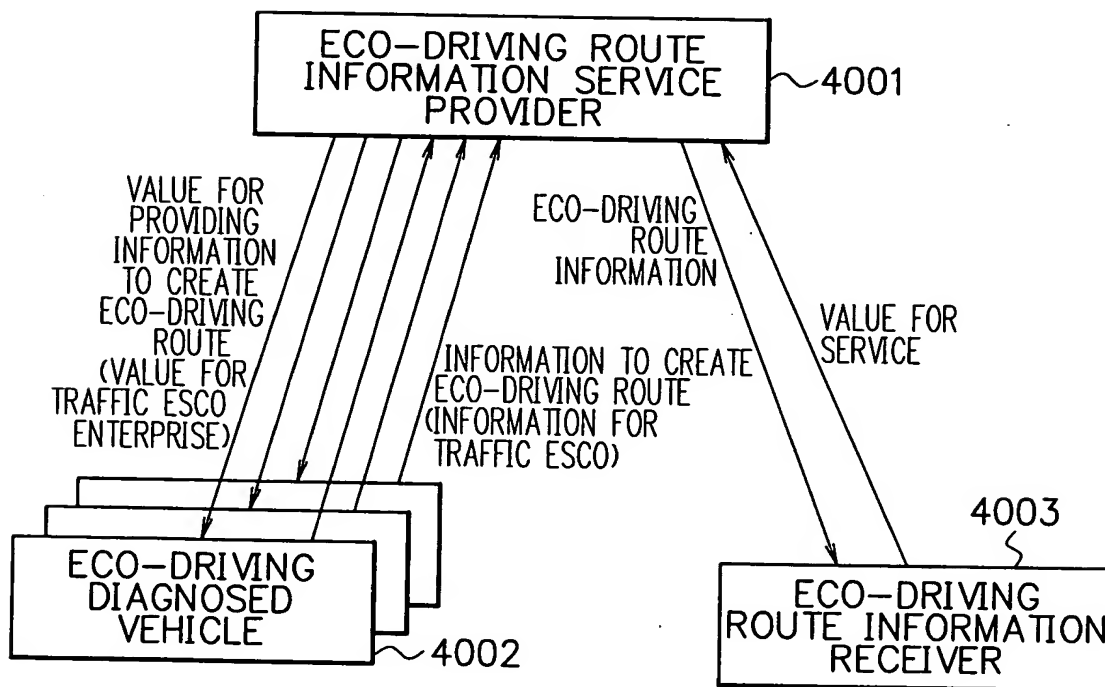 ECO-DRIVING ROUTE
INFORMATION SERVICE
PROVIDER
4001
VALUE FOR
PROVIDING
INFORMATION
TO CREATE
ECO-DRIVING
ROUTE
(VALUE FOR
TRAFFIC ESCO
ENTERPRISE)
INFORMATION TO CREATE
ECO-DRIVING ROUTE
(INFORMATION FOR
TRAFFIC ESCO)
ECO-DRIVING
ROUTE
INFORMATION
VALUE FOR
SERVICE
ECO-DRIVING
DIAGNOSED
VEHICLE
4002
4003
ECO-DRIVING
ROUTE INFORMATION
RECEIVER